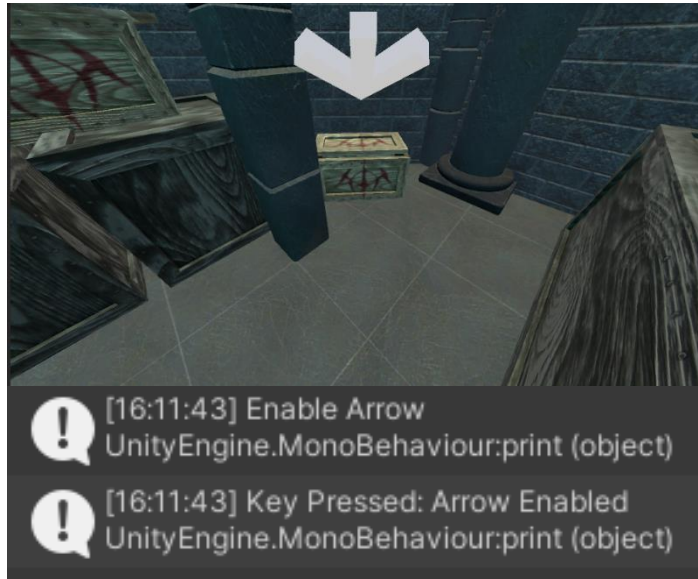 [16:11:43] Enable Arrow
UnityEngine.MonoBehaviour:print (object)
[16:11:43] Key Pressed: Arrow Enabled
UnityEngine.MonoBehaviour:print (object)